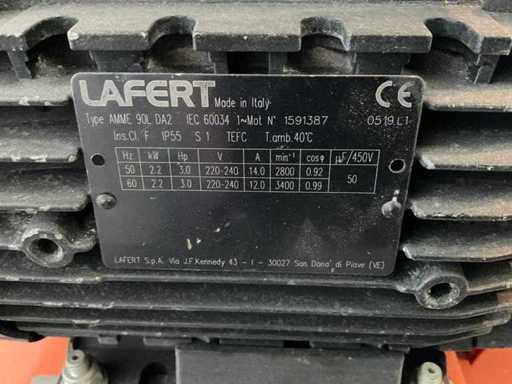 LAFERT Made in Italy CE
Type AMME 90L DA2 IEC 60034 1~Mot N° 1591387 0519 L1
Ins.Cl. F IP55 S 1 TEFC T.amb.40°C
Hz kW Hp V A min⁻¹ cosφ µF/450V
50 2.2 3.0 220-240 14.0 2800 0.92 50
60 2.2 3.0 220-240 12.0 3400 0.99
LAFERT S.p.A. Via J.F.Kennedy 43 - I - 30027 San Dona' di Piave (VE)